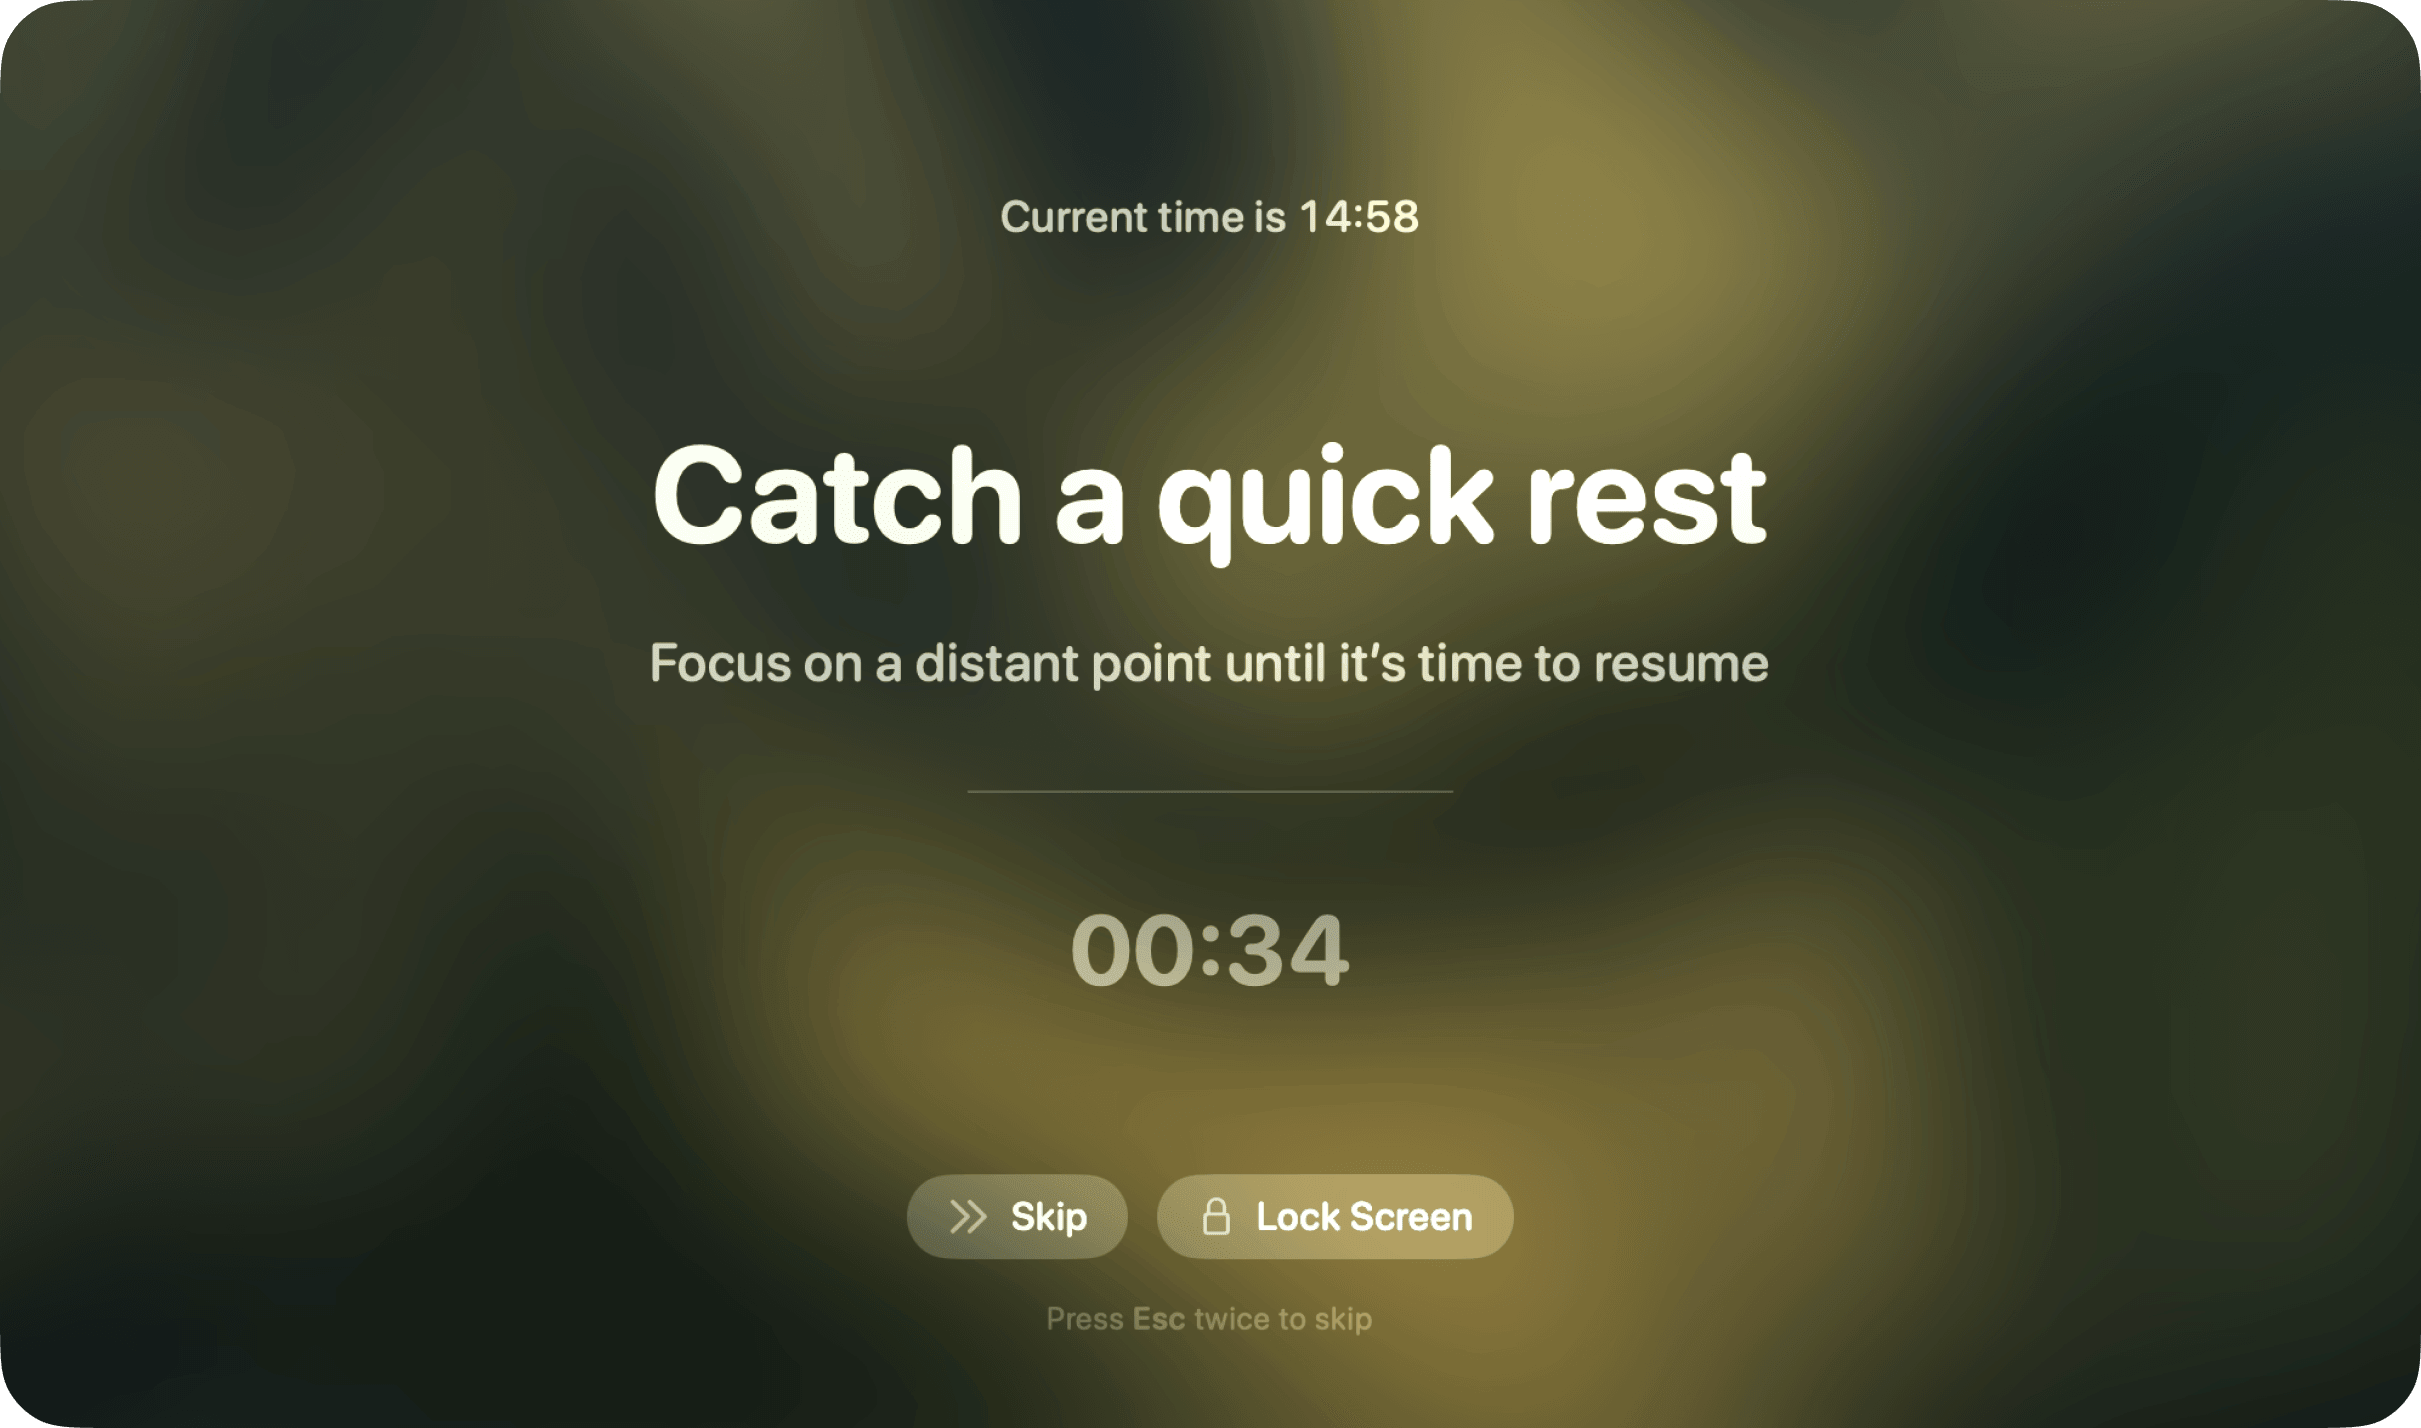 Current time is 14:58
Catch a quick rest
Focus on a distant point until it’s time to resume
00:34
Skip
Lock Screen
Press Esc twice to skip